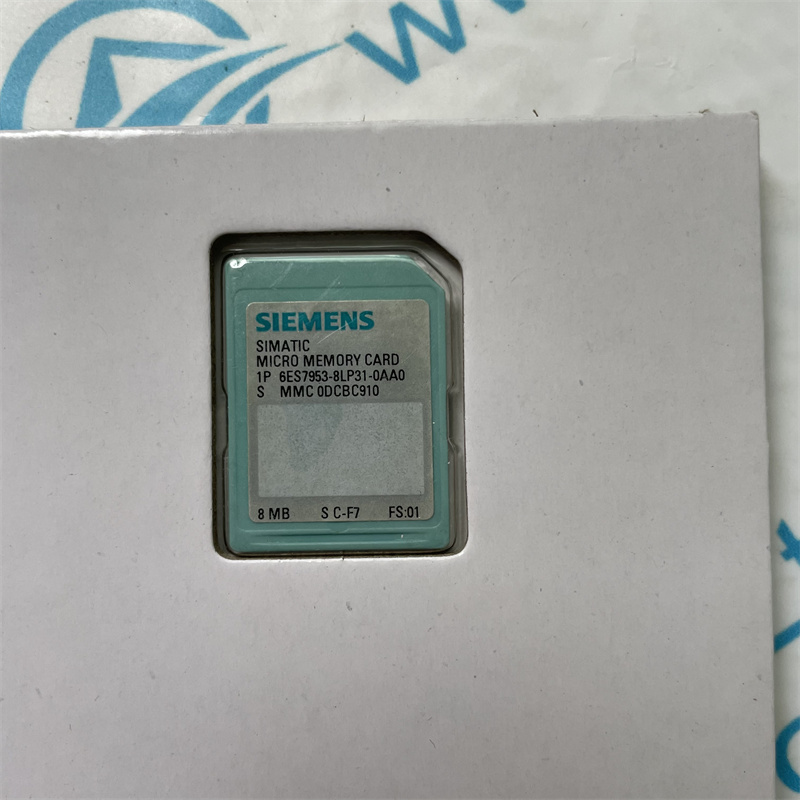 SIEMENS
SIMATIC
MICRO MEMORY CARD
1P 6ES7953-8LP31-0AA0
S MMC 0DCBC910
8 MB S C-F7 FS:01